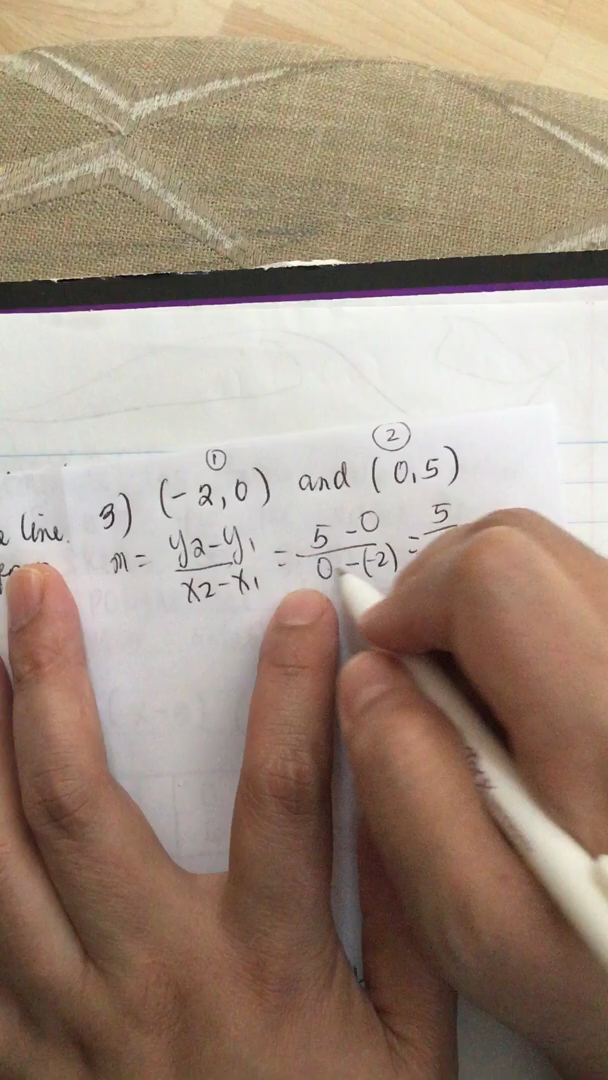 ① ②
line. 3) (-2,0) and (0,5)
m = y2-y1/x2-x1 = 5-0/0-(-2) = 5